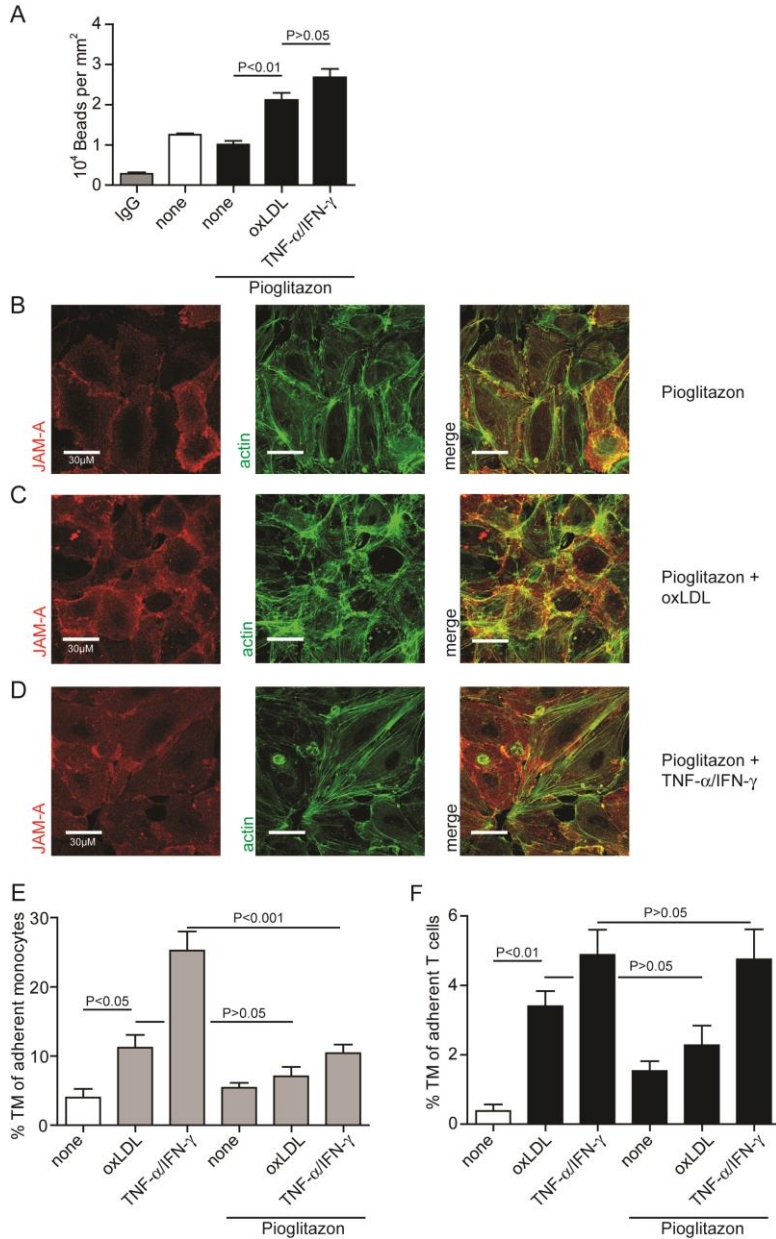 A
10⁴ Beads per mm²
4
3
2
1
0
P<0.01
P>0.05
IgG
none
none
oxLDL
TNF-α/IFN-γ
Pioglitazon
B
JAM-A
30µM
actin
merge
Pioglitazon
C
JAM-A
30µM
actin
merge
Pioglitazon +
oxLDL
D
JAM-A
30µM
actin
merge
Pioglitazon +
TNF-α/IFN-γ
E
% TM of adherent monocytes
30
20
10
0
P<0.05
P<0.001
P>0.05
none
oxLDL
TNF-α/IFN-γ
none
oxLDL
TNF-α/IFN-γ
Pioglitazon
F
% TM of adherent T cells
6
4
2
0
P<0.01
P>0.05
P>0.05
none
oxLDL
TNF-α/IFN-γ
none
oxLDL
TNF-α/IFN-γ
Pioglitazon